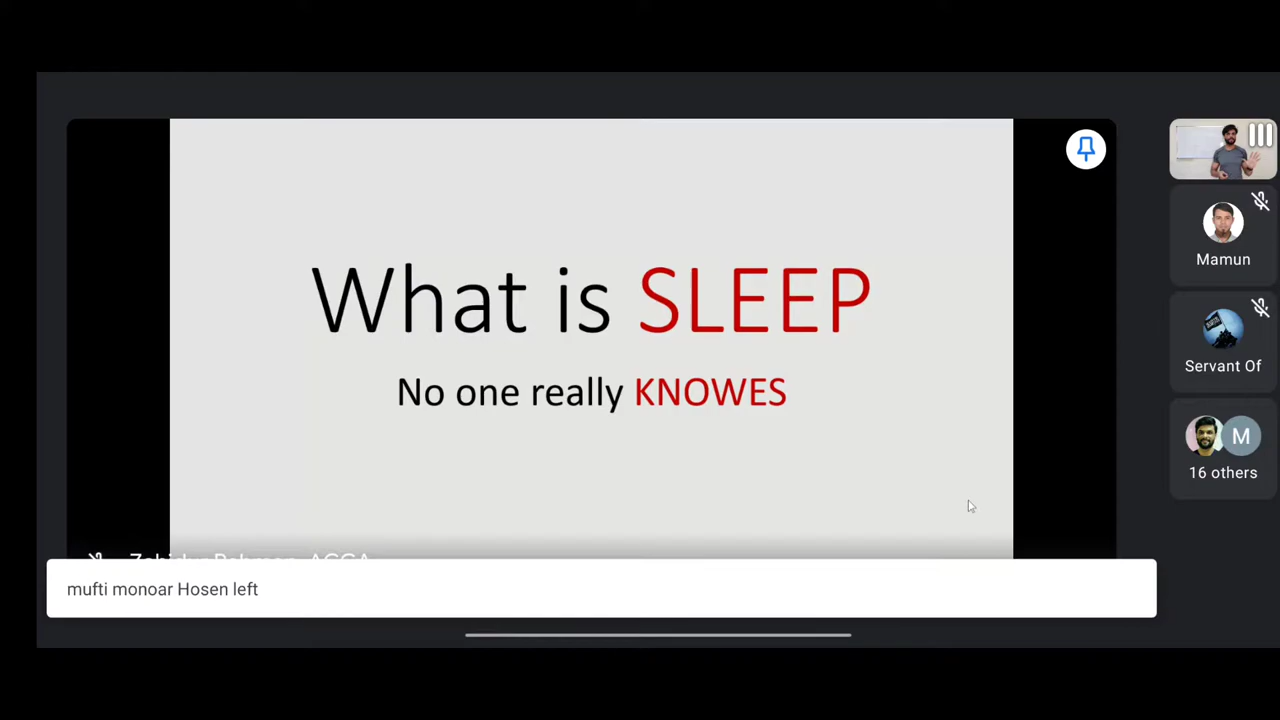 What is SLEEP
No one really KNOWES
Mamun
Servant Of
M
16 others
mufti monoar Hosen left